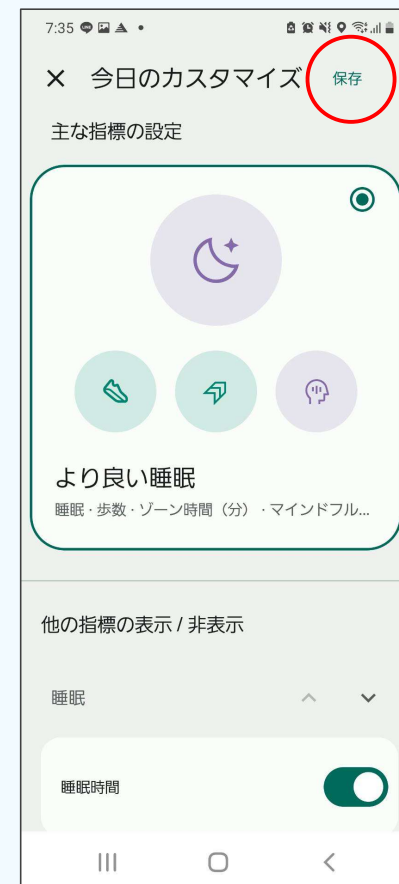 7:35
今日のカスタマイズ 保存
主な指標の設定
より良い睡眠
睡眠・歩数・ゾーン時間（分）・マインドフル...
他の指標の表示 / 非表示
睡眠
睡眠時間